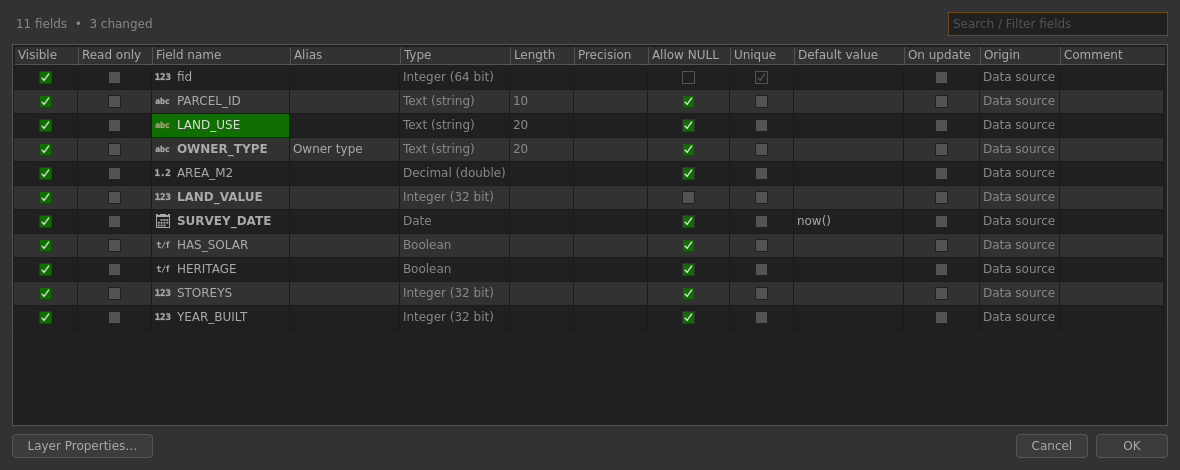 11 fields • 3 changed
Search / Filter fields
Visible Read only Field name Alias Type Length Precision Allow NULL Unique Default value On update Origin Comment
123 fid Integer (64 bit) Data source
abc PARCEL_ID Text (string) 10 Data source
abc LAND_USE Text (string) 20 Data source
abc OWNER_TYPE Owner type Text (string) 20 Data source
1.2 AREA_M2 Decimal (double) Data source
123 LAND_VALUE Integer (32 bit) Data source
SURVEY_DATE Date now() Data source
t/f HAS_SOLAR Boolean Data source
t/f HERITAGE Boolean Data source
123 STOREYS Integer (32 bit) Data source
123 YEAR_BUILT Integer (32 bit) Data source
Layer Properties... Cancel OK